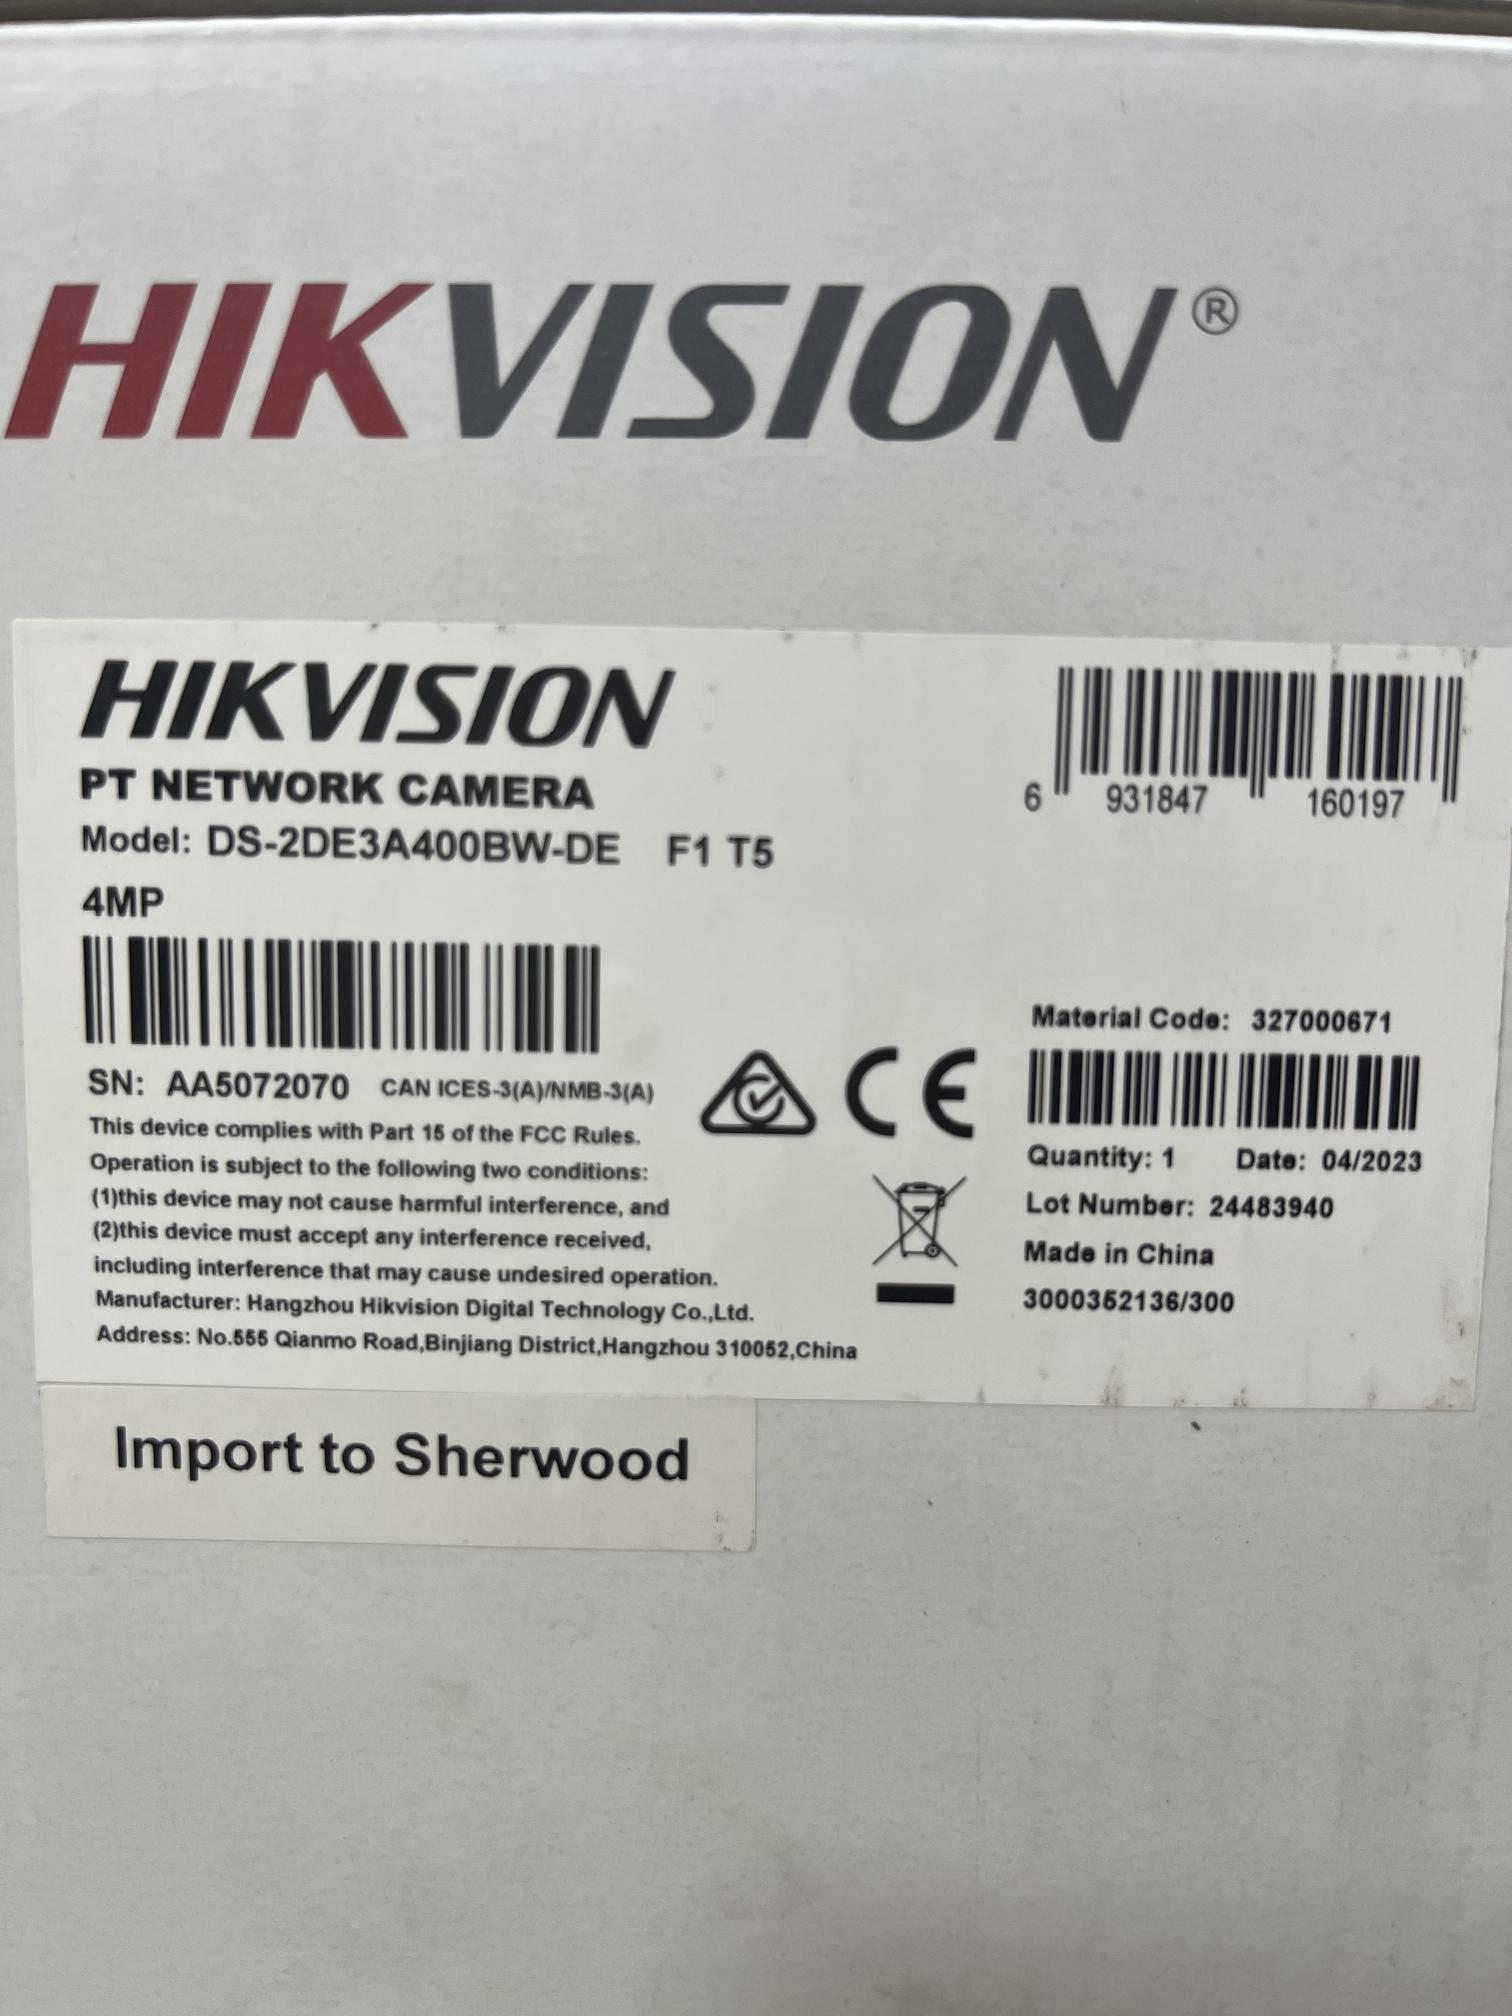 HIKVISION®
HIKVISION
PT NETWORK CAMERA
Model: DS-2DE3A400BW-DE F1 T5
4MP
SN: AA5072070 CAN ICES-3(A)/NMB-3(A)
This device complies with Part 15 of the FCC Rules.
Operation is subject to the following two conditions:
(1)this device may not cause harmful interference, and
(2)this device must accept any interference received,
including interference that may cause undesired operation.
Manufacturer: Hangzhou Hikvision Digital Technology Co.,Ltd.
Address: No.555 Qianmo Road,Binjiang District,Hangzhou 310052,China
6 931847 160197
CE
Material Code: 327000671
Quantity: 1 Date: 04/2023
Lot Number: 24483940
Made in China
3000352136/300
Import to Sherwood